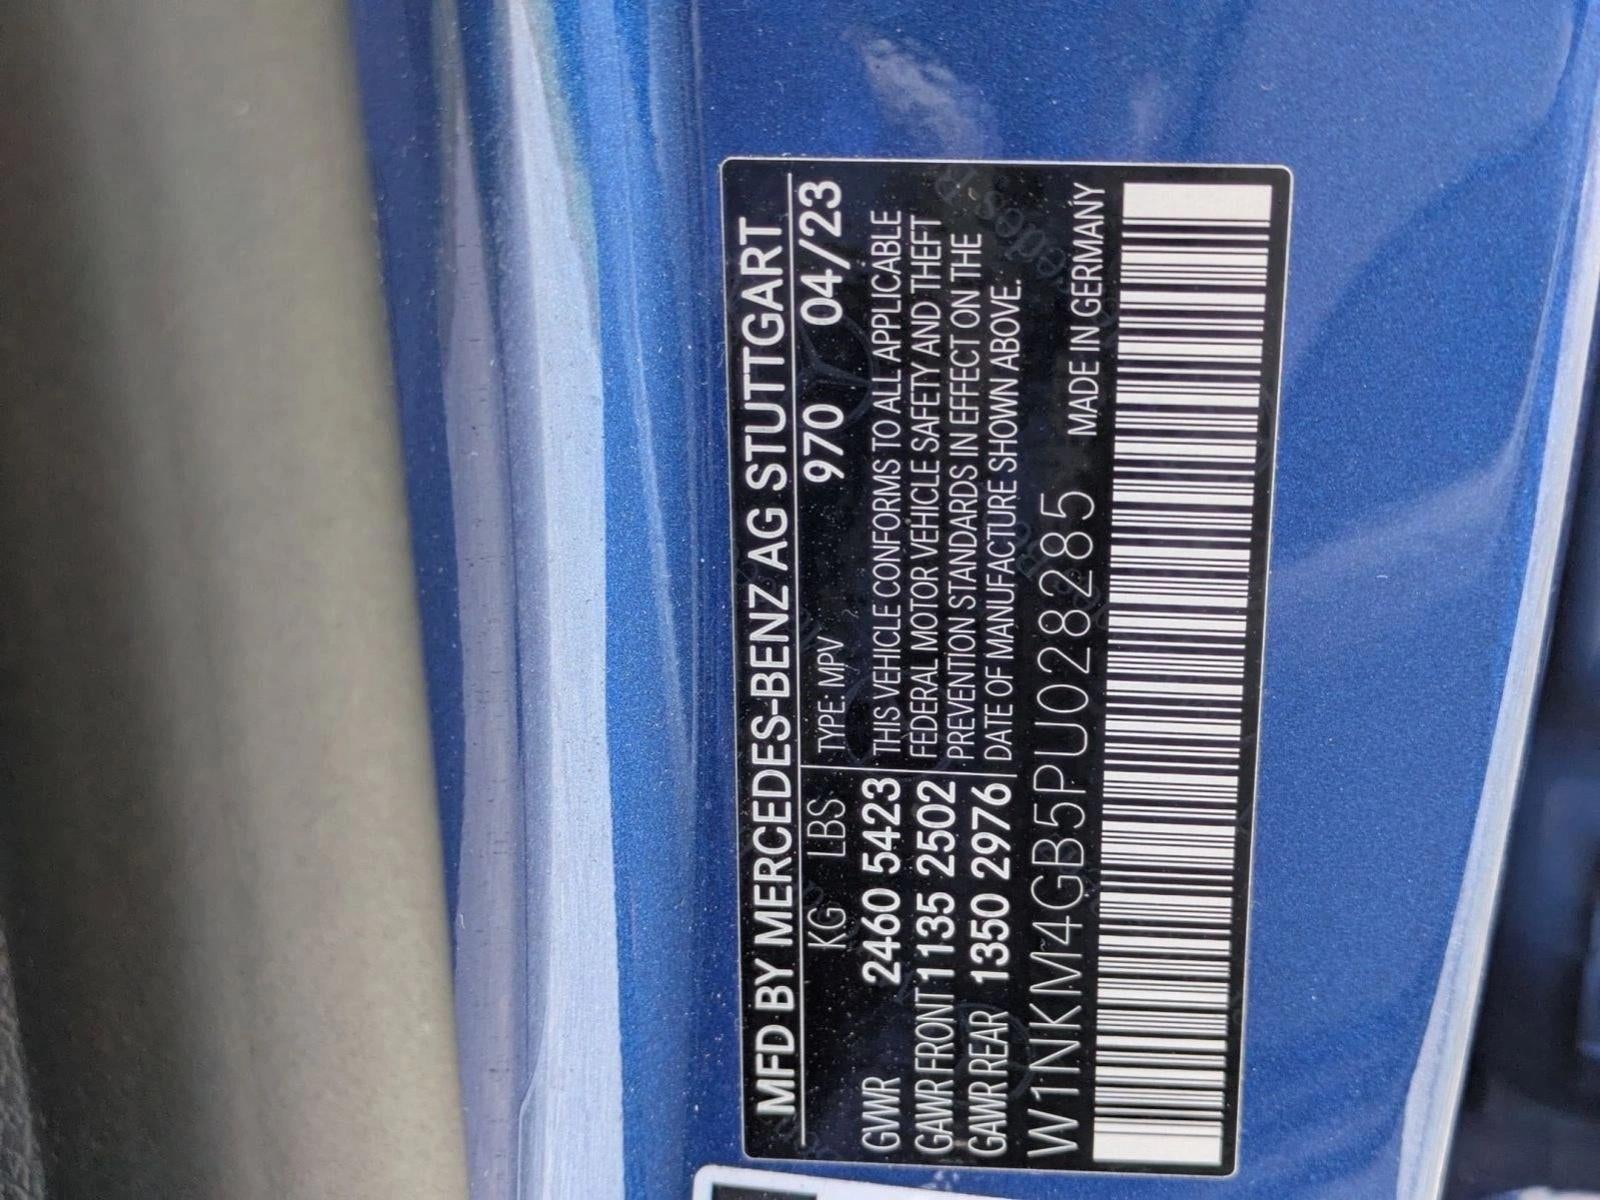 MFD BY MERCEDES-BENZ AG STUTTGART
KG LBS TYPE: MPV 970 04/23
GVWR 2460 5423
GAWR FRONT 1135 2502
GAWR REAR 1350 2976
THIS VEHICLE CONFORMS TO ALL APPLICABLE
FEDERAL MOTOR VEHICLE SAFETY AND THEFT
PREVENTION STANDARDS IN EFFECT ON THE
DATE OF MANUFACTURE SHOWN ABOVE.
W1NKM4GB5PU028285 MADE IN GERMANY